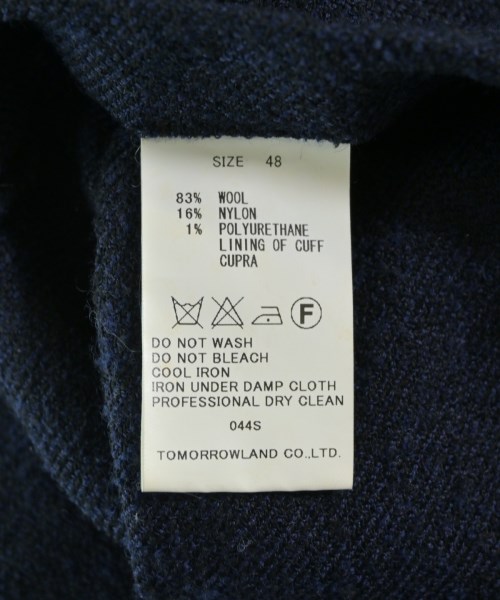 SIZE 48
83% WOOL
16% NYLON
1% POLYURETHANE
LINING OF CUFF
CUPRA
F
DO NOT WASH
DO NOT BLEACH
COOL IRON
IRON UNDER DAMP CLOTH
PROFESSIONAL DRY CLEAN
044S
TOMORROWLAND CO.,LTD.